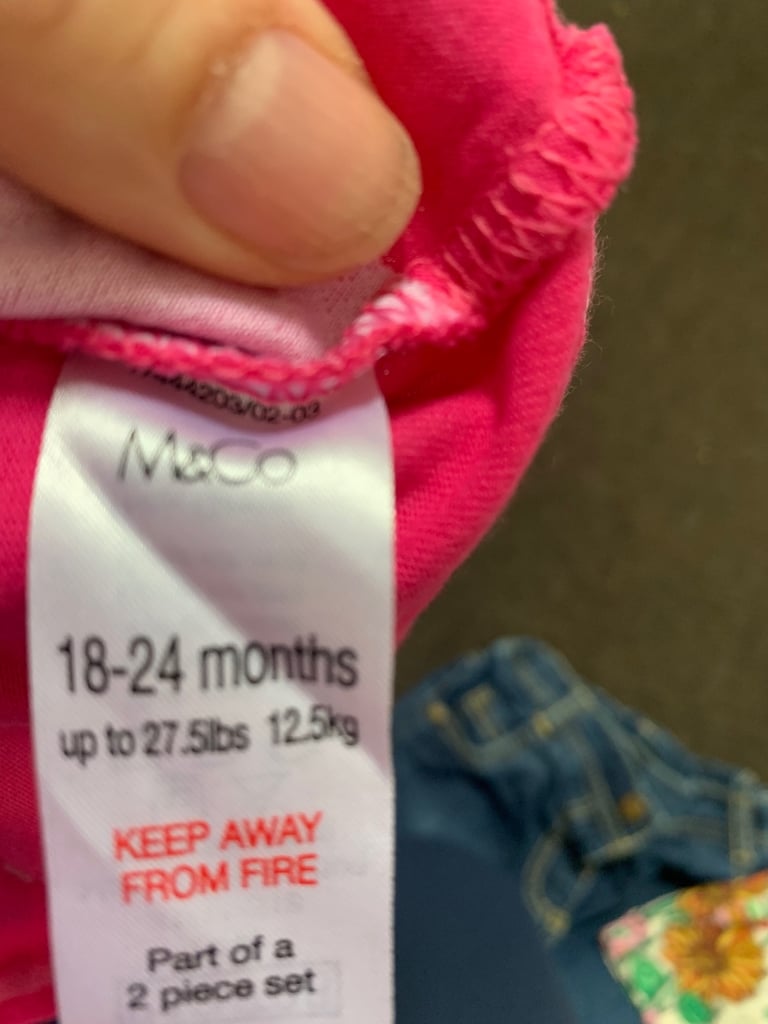 M&Co
18-24 months
up to 27.5lbs 12.5kg
KEEP AWAY
FROM FIRE
Part of a
2 piece set